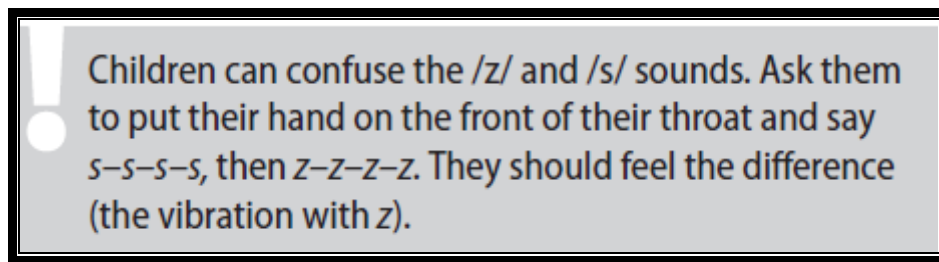 !
Children can confuse the /z/ and /s/ sounds. Ask them
to put their hand on the front of their throat and say
s–s–s–s, then z–z–z–z. They should feel the difference
(the vibration with z).